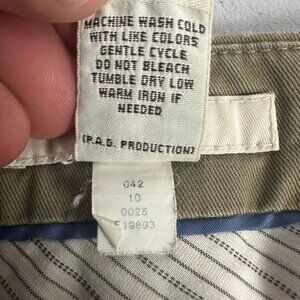 MACHINE WASH COLD
WITH LIKE COLORS
GENTLE CYCLE
DO NOT BLEACH
TUMBLE DRY LOW
WARM IRON IF
NEEDED
(P.A.G. PRODUCTION)
042
10
0025
519893